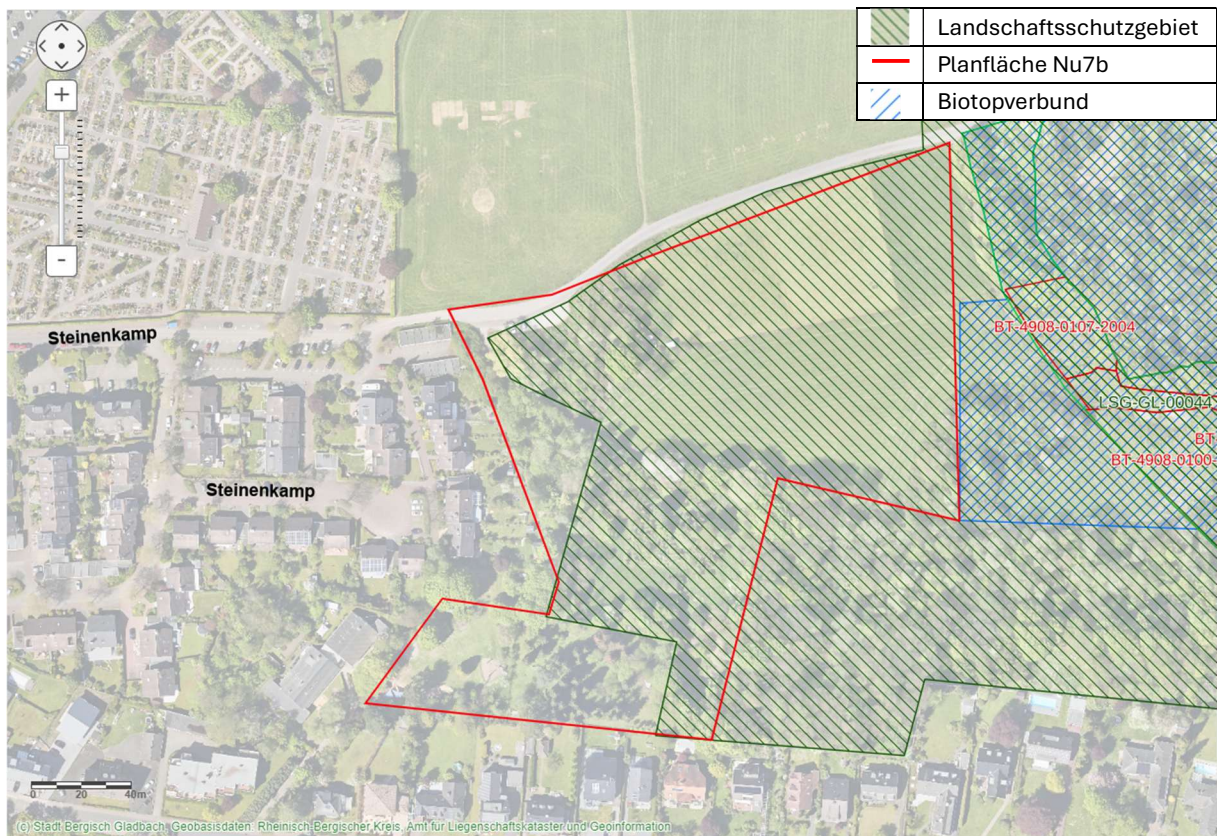 Landschaftsschutzgebiet
Planfläche Nu7b
Biotopverbund
+
-
Steinenkamp
BT-4908-0107-2004
LSG-GL-00044
BT
BT-4908-0100-
Steinenkamp
0 20 40m
(c) Stadt Bergisch Gladbach, Geobasisdaten: Rheinisch-Bergischer Kreis, Amt für Liegenschaftskataster und Geoinformation